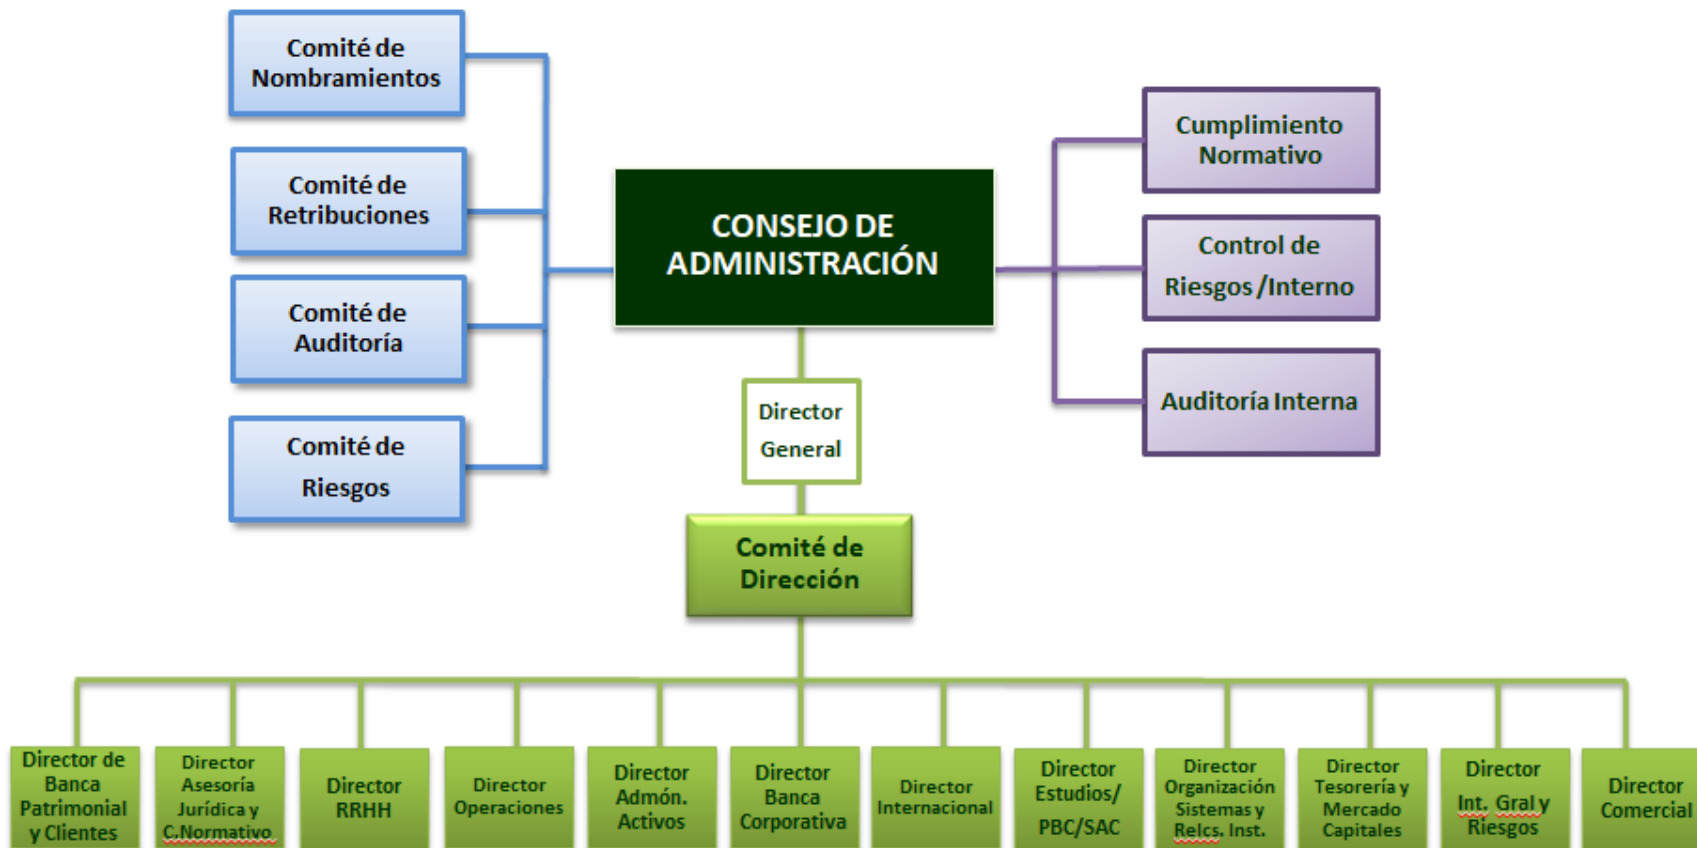 Comité de
Nombramientos
Comité de
Retribuciones
Comité de
Auditoría
Comité de
Riesgos
CONSEJO DE
ADMINISTRACIÓN
Cumplimiento
Normativo
Control de
Riesgos /Interno
Auditoría Interna
Director
General
Comité de
Dirección
Director de
Banca
Patrimonial
y Clientes
Director
Asesoría
Jurídica y
C.Normativo
Director
RRHH
Director
Operaciones
Director
Admón.
Activos
Director
Banca
Corporativa
Director
Internacional
Director
Estudios/
PBC/SAC
Director
Organización
Sistemas y
Relcs. Inst.
Director
Tesorería y
Mercado
Capitales
Director
Int. Gral y
Riesgos
Director
Comercial